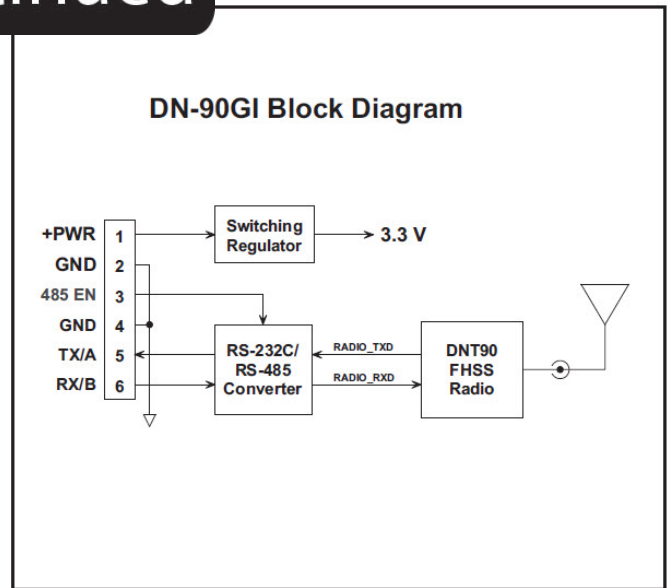 DN-90GI Block Diagram
+PWR 1
GND 2
485 EN 3
GND 4
TX/A 5
RX/B 6
Switching
Regulator
3.3 V
RS-232C/
RS-485
Converter
RADIO_TXD
RADIO_RXD
DNT90
FHSS
Radio